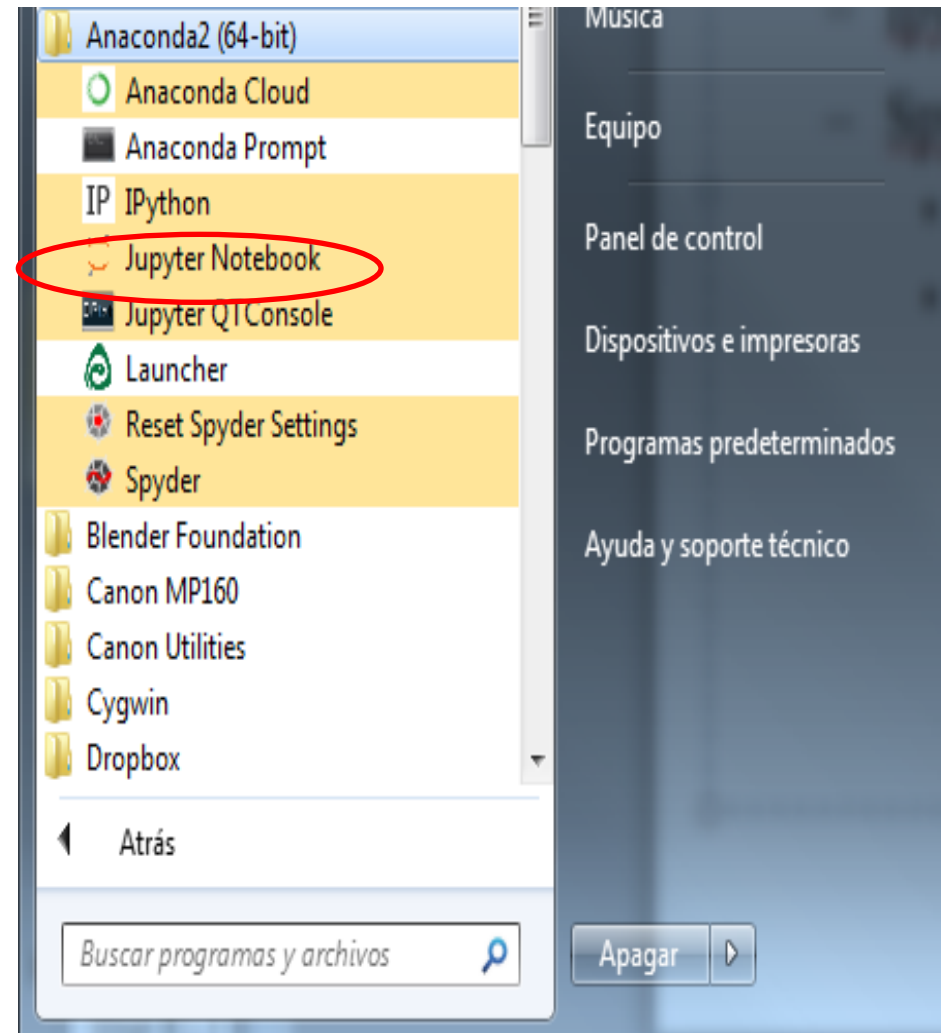 Anaconda2 (64-bit)
Anaconda Cloud
Anaconda Prompt
IP IPython
Jupyter Notebook
Jupyter QTConsole
Launcher
Reset Spyder Settings
Spyder
Blender Foundation
Canon MP160
Canon Utilities
Cygwin
Dropbox
Atrás
Buscar programas y archivos
Música
Equipo
Panel de control
Dispositivos e impresoras
Programas predeterminados
Ayuda y soporte técnico
Apagar